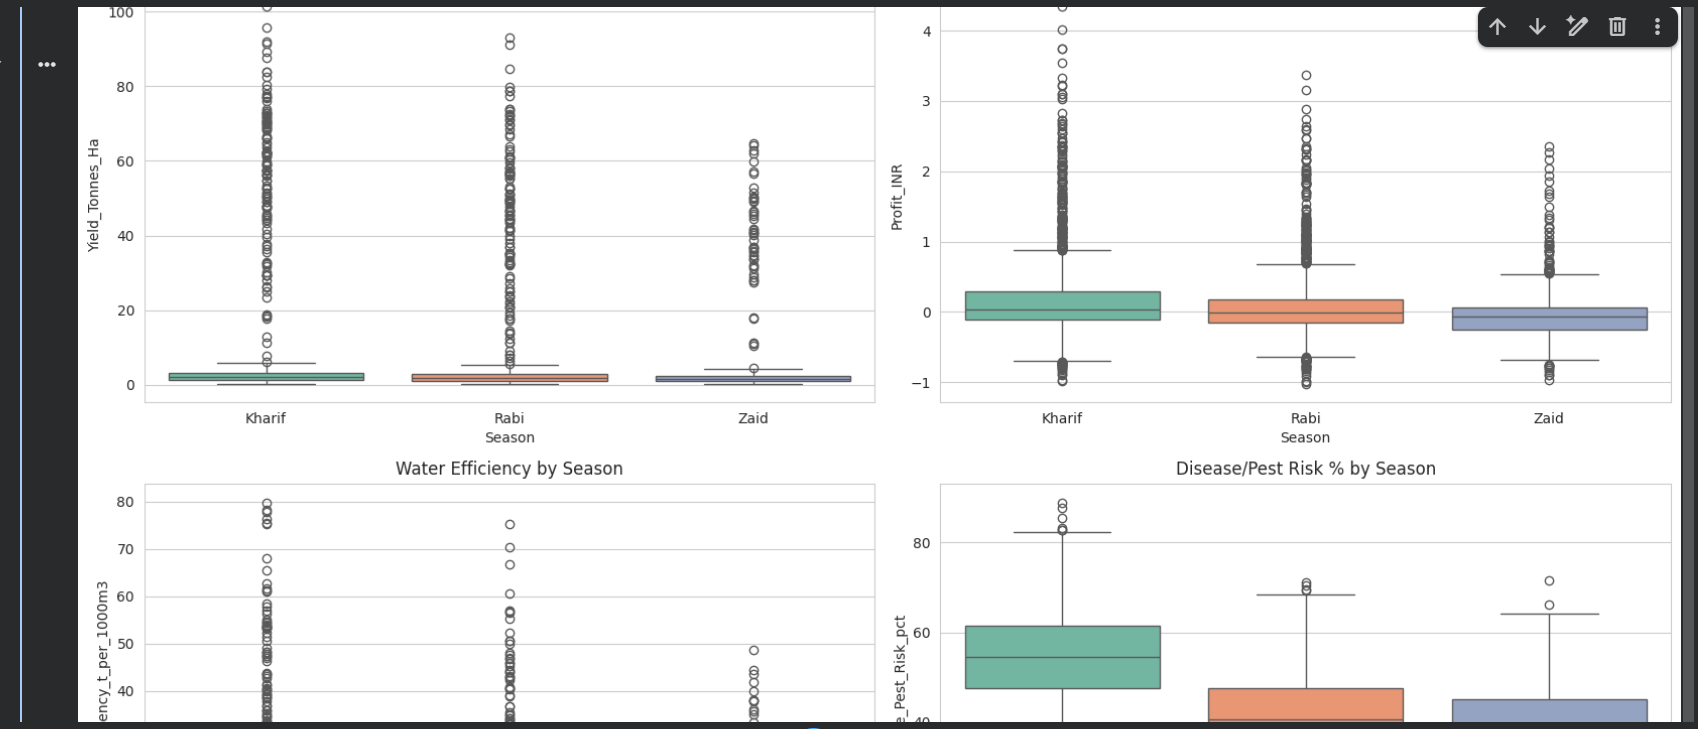 100
80
60
40
20
0
Yield_Tonnes_Ha
Kharif
Rabi
Zaid
Season
4
3
2
1
0
−1
Profit_INR
Kharif
Rabi
Zaid
Season
Water Efficiency by Season
80
70
60
50
40
ency_t_per_1000m3
Disease/Pest Risk % by Season
80
60
40
e_Pest_Risk_pct